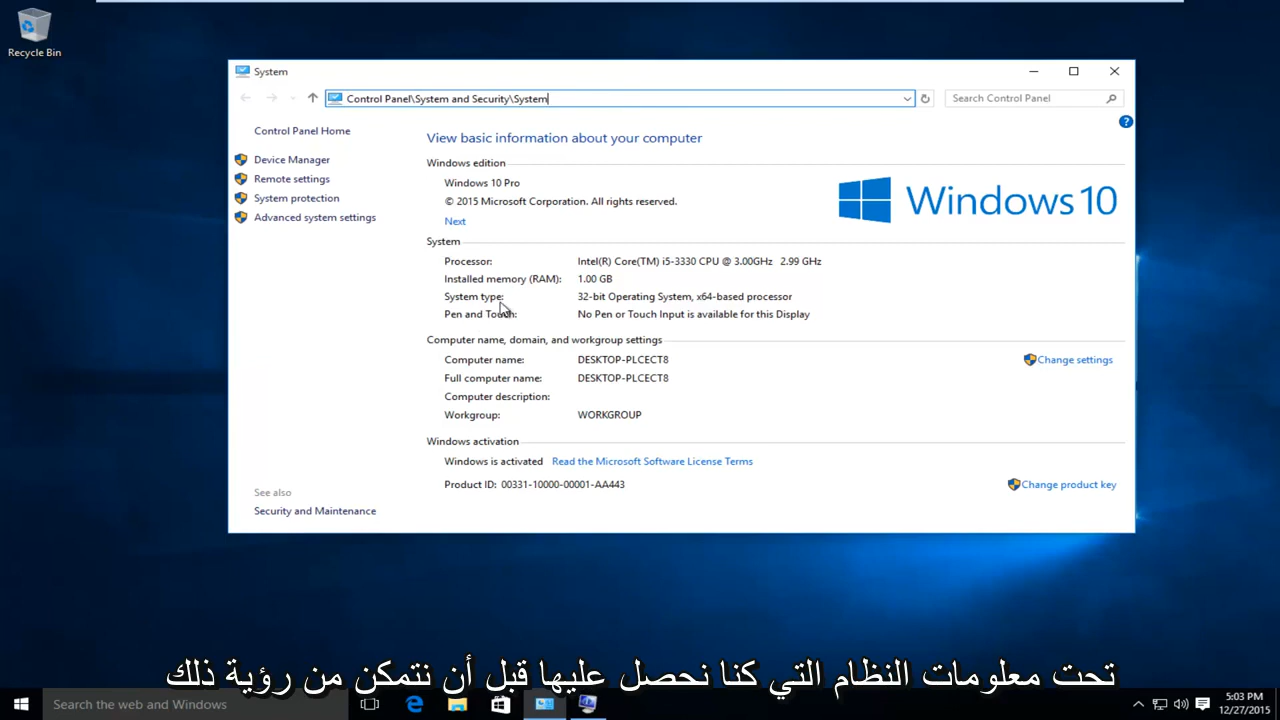 Recycle Bin
System
Control Panel\System and Security\System
Search Control Panel
Control Panel Home
Device Manager
Remote settings
System protection
Advanced system settings
See also
Security and Maintenance
View basic information about your computer
Windows edition
Windows 10 Pro
© 2015 Microsoft Corporation. All rights reserved.
Next
Windows 10
System
Processor: Intel(R) Core(TM) i5-3330 CPU @ 3.00GHz 2.99 GHz
Installed memory (RAM): 1.00 GB
System type: 32-bit Operating System, x64-based processor
Pen and Touch: No Pen or Touch Input is available for this Display
Computer name, domain, and workgroup settings
Computer name: DESKTOP-PLCECT8 Change settings
Full computer name: DESKTOP-PLCECT8
Computer description:
Workgroup: WORKGROUP
Windows activation
Windows is activated Read the Microsoft Software License Terms
Product ID: 00331-10000-00001-AA443 Change product key
تحت معلومات النظام التي كنا نحصل عليها قبل أن نتمكن من رؤية ذلك
Search the web and Windows
5:03 PM
12/27/2015